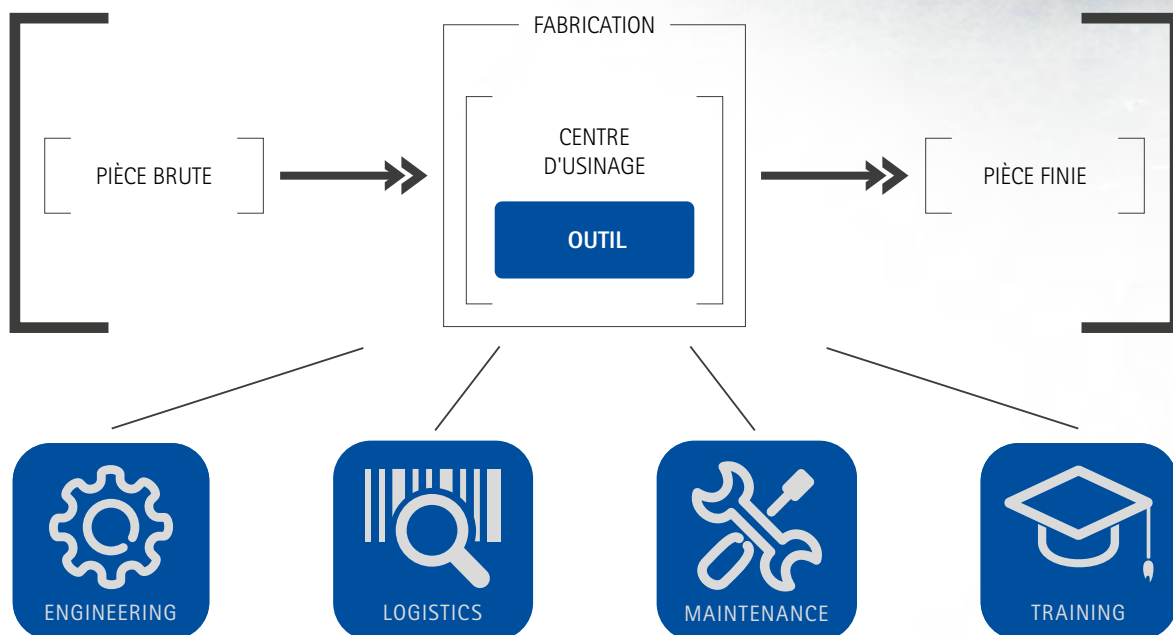 FABRICATION
PIÈCE BRUTE
CENTRE
D'USINAGE
OUTIL
PIÈCE FINIE
ENGINEERING
LOGISTICS
MAINTENANCE
TRAINING